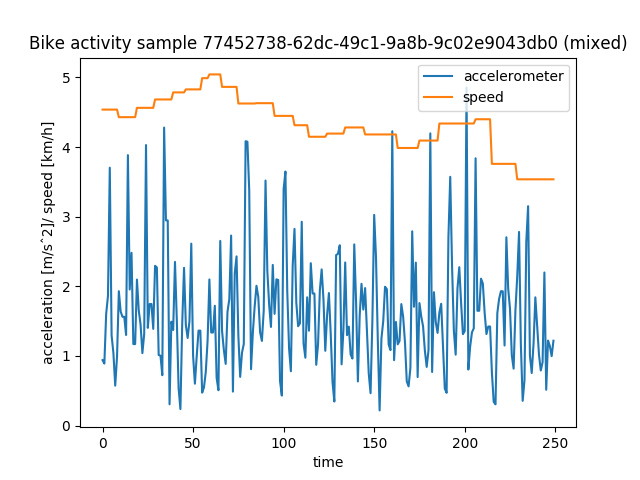 Bike activity sample 77452738-62dc-49c1-9a8b-9c02e9043db0 (mixed)
accelerometer
speed
acceleration [m/s^2]/ speed [km/h]
5
4
3
2
1
0
0 50 100 150 200 250
time